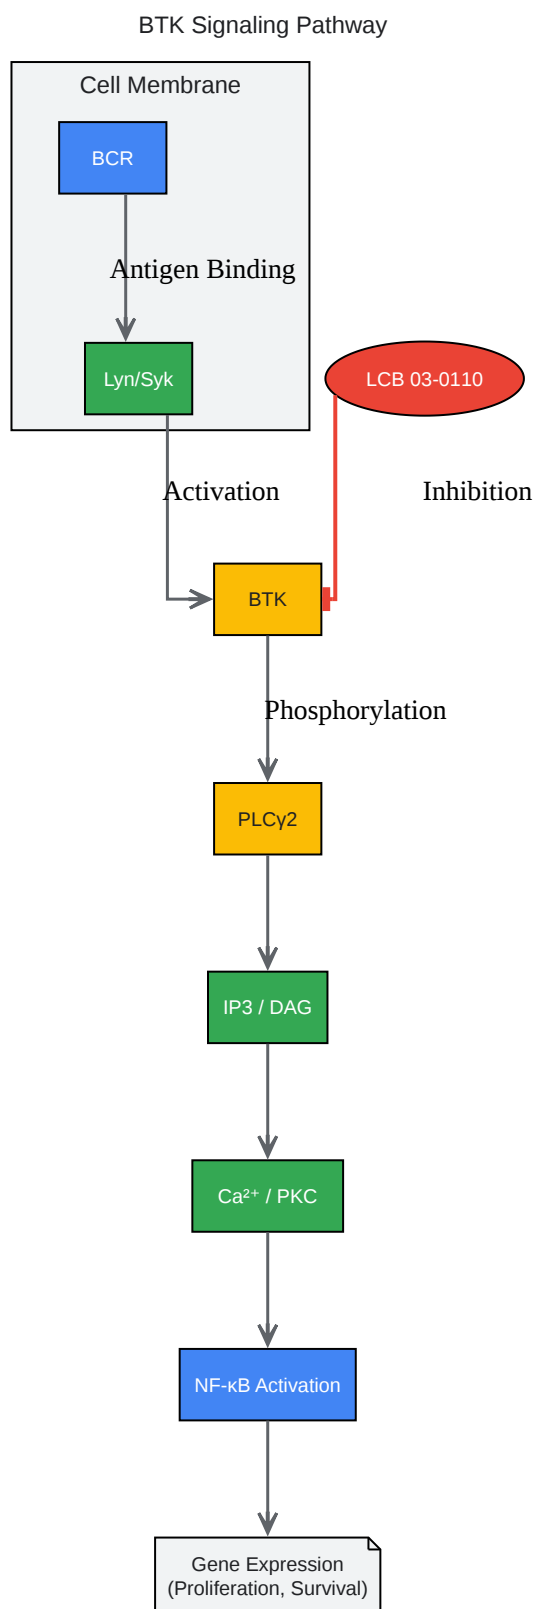 BTK Signaling Pathway
Cell Membrane
BCR
Antigen Binding
Lyn/Syk
LCB 03-0110
Activation
Inhibition
BTK
Phosphorylation
PLCγ2
IP3 / DAG
Ca²⁺ / PKC
NF-κB Activation
Gene Expression
(Proliferation, Survival)